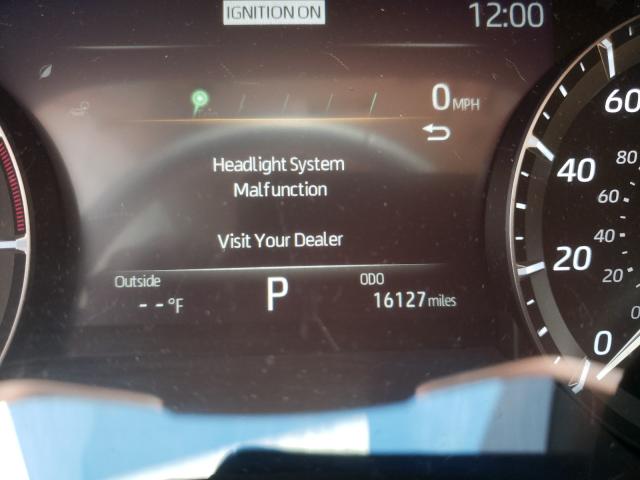 IGNITION ON
12:00
0 MPH
Headlight System
Malfunction
Visit Your Dealer
Outside
- - °F
P
ODO
16127 miles
60
80
40
60
40
20
20
0
0